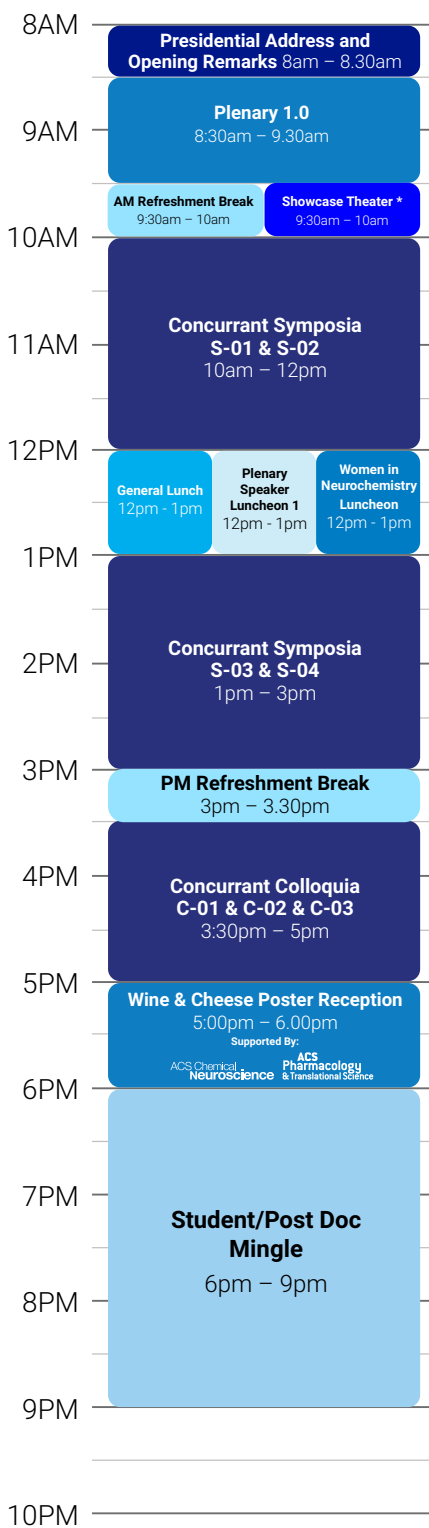 8AM
Presidential Address and
Opening Remarks 8am – 8.30am
Plenary 1.0
8:30am – 9.30am
9AM
AM Refreshment Break
9:30am – 10am
Showcase Theater *
9:30am – 10am
10AM
Concurrant Symposia
S-01 & S-02
10am – 12pm
11AM
12PM
General Lunch
12pm - 1pm
Plenary
Speaker
Luncheon 1
12pm - 1pm
Women in
Neurochemistry
Luncheon
12pm - 1pm
1PM
Concurrant Symposia
S-03 & S-04
1pm – 3pm
2PM
3PM
PM Refreshment Break
3pm – 3.30pm
4PM
Concurrant Colloquia
C-01 & C-02 & C-03
3:30pm – 5pm
5PM
Wine & Cheese Poster Reception
5:00pm – 6.00pm
Supported By:
ACS Chemical
Neuroscience
ACS
Pharmacology
& Translational Science
6PM
7PM
Student/Post Doc
Mingle
6pm – 9pm
8PM
9PM
10PM